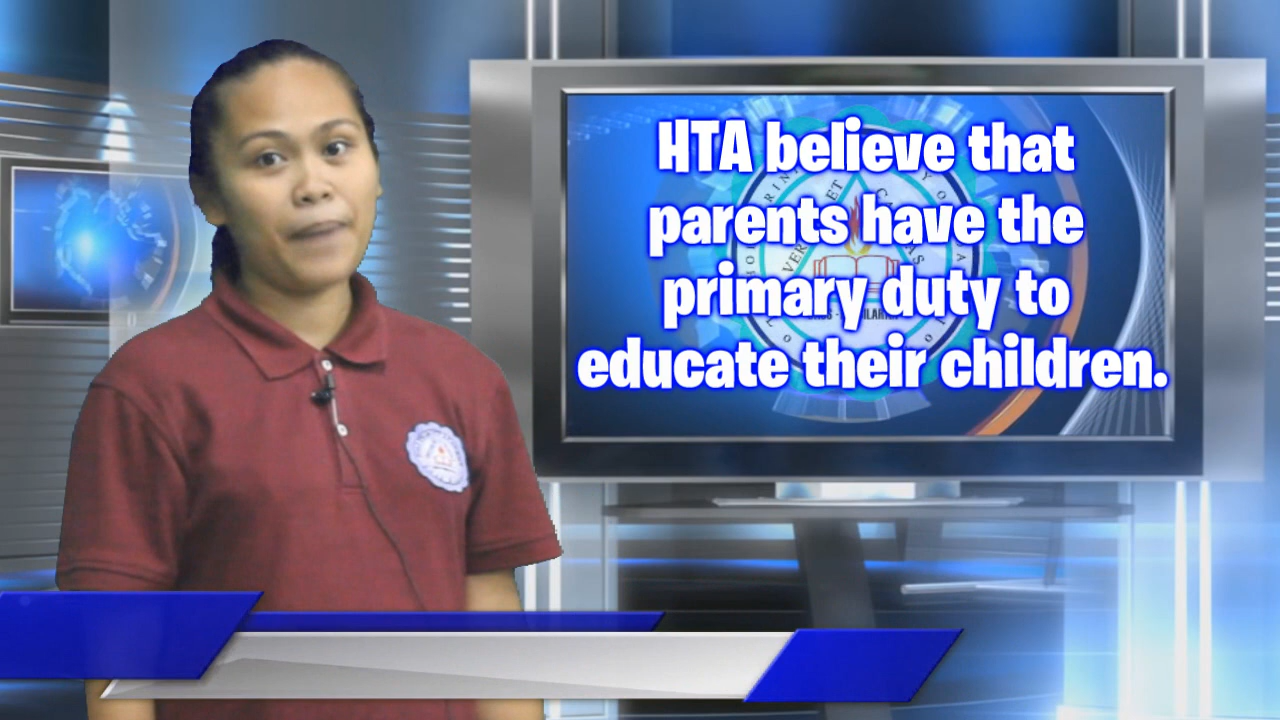 HTA believe that
parents have the
primary duty to
educate their children.